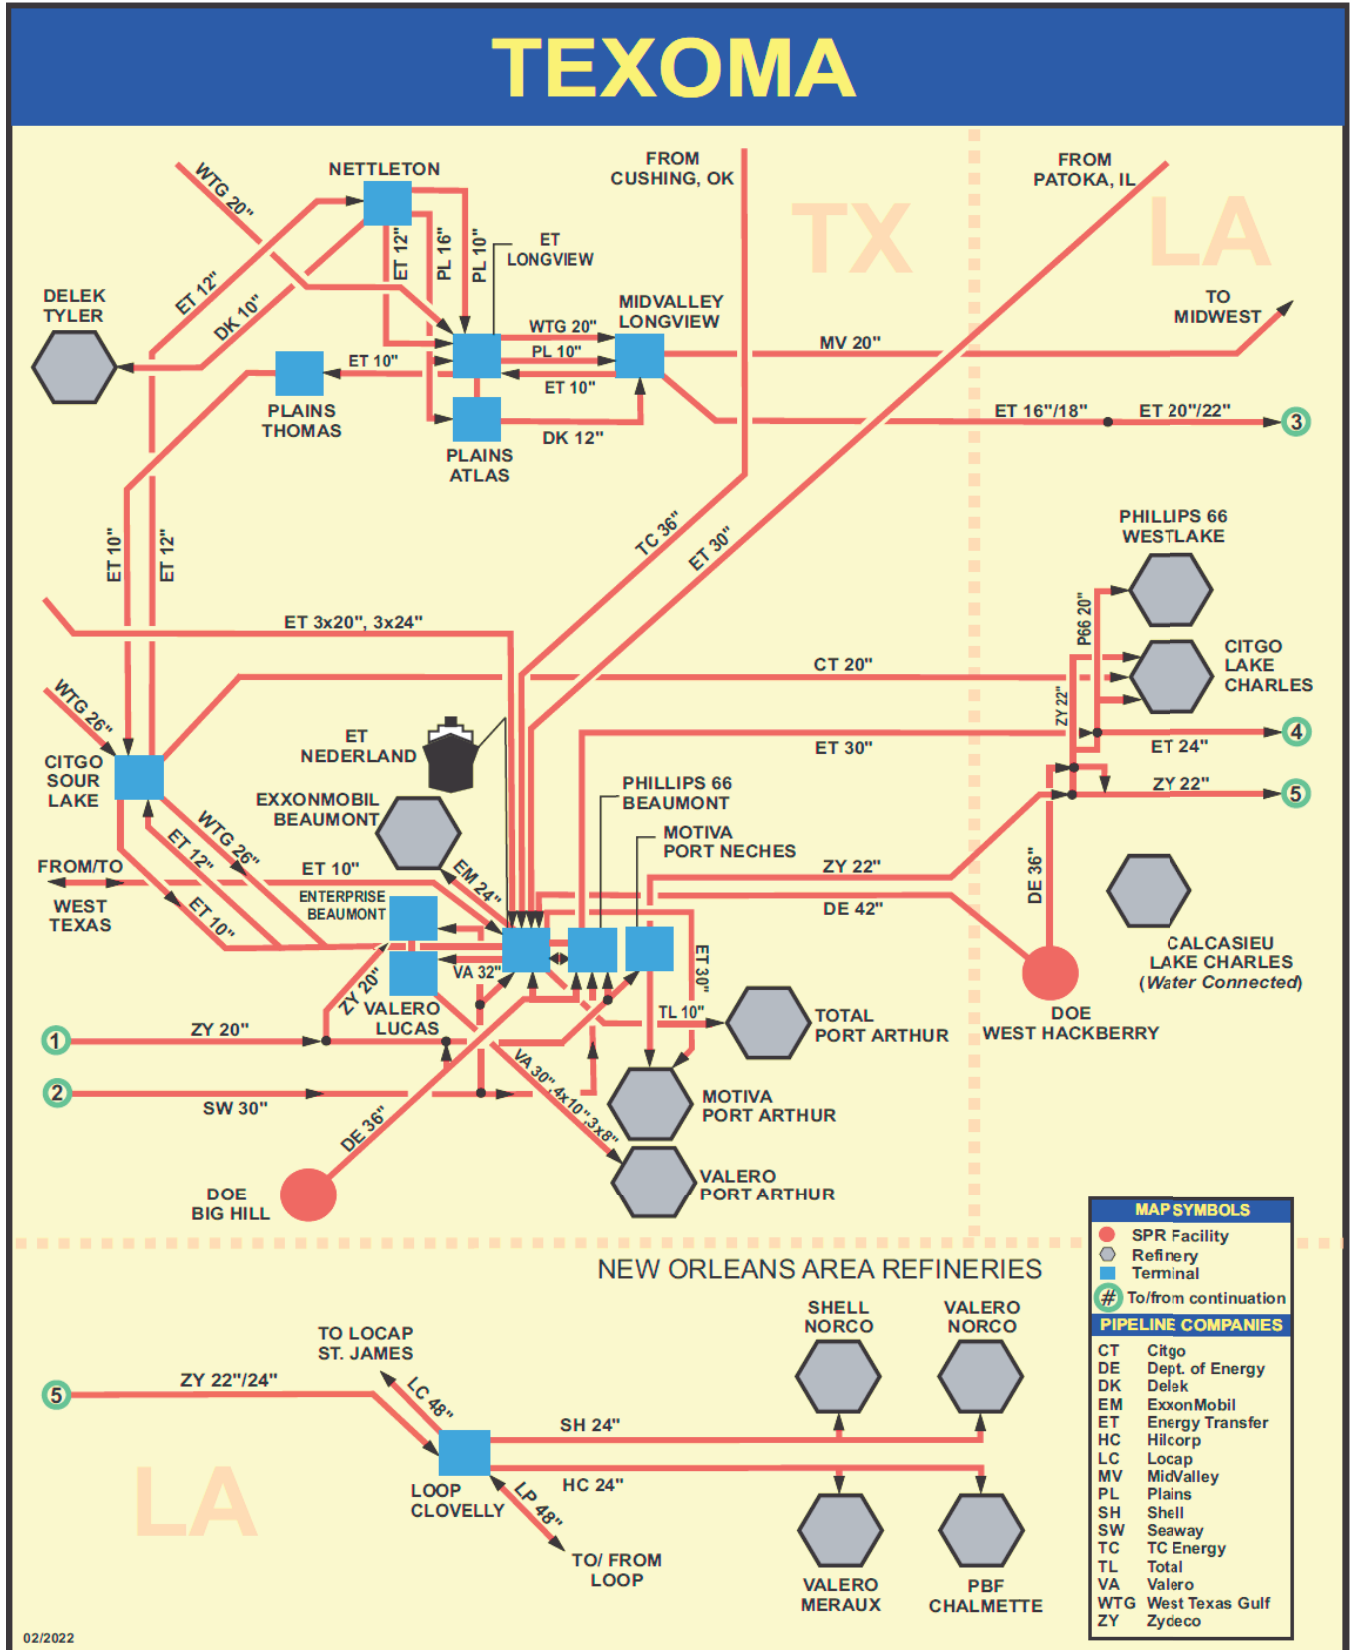 TEXOMA
NETTLETON
WTG 20"
FROM
CUSHING, OK
FROM
PATOKA, IL
TX
LA
ET 12"
PL 16"
PL 10"
ET
LONGVIEW
ET 12"
DK 10"
DELEK
TYLER
MIDVALLEY
LONGVIEW
TO
MIDWEST
WTG 20"
PL 10"
ET 10"
ET 10"
MV 20"
PLAINS
THOMAS
DK 12"
PLAINS
ATLAS
ET 16"/18"
ET 20"/22"
3
ET 10"
ET 12"
TC 36"
ET 30"
PHILLIPS 66
WESTLAKE
P66 20"
ET 3x20", 3x24"
CT 20"
CITGO
LAKE
CHARLES
ZY 22"
WTG 26"
ET
NEDERLAND
ET 30"
ET 24"
4
CITGO
SOUR
LAKE
PHILLIPS 66
BEAUMONT
ZY 22"
5
EXXONMOBIL
BEAUMONT
MOTIVA
PORT NECHES
WTG 26"
ET 12"
FROM/TO
WEST
TEXAS
ET 10"
EM 24"
ZY 22"
DE 36"
ENTERPRISE
BEAUMONT
ET 10"
DE 42"
CALCASIEU
LAKE CHARLES
(Water Connected)
VA 32"
ET 30"
ZY 20"
VALERO
LUCAS
TL 10"
TOTAL
PORT ARTHUR
DOE
WEST HACKBERRY
1
ZY 20"
2
SW 30"
VA 30",4x10",3x8"
MOTIVA
PORT ARTHUR
DE 36"
VALERO
PORT ARTHUR
DOE
BIG HILL
MAP SYMBOLS
SPR Facility
Refinery
Terminal
# To/from continuation
PIPELINE COMPANIES
CT Citgo
DE Dept. of Energy
DK Delek
EM ExxonMobil
ET Energy Transfer
HC Hilcorp
LC Locap
MV MidValley
PL Plains
SH Shell
SW Seaway
TC TC Energy
TL Total
VA Valero
WTG West Texas Gulf
ZY Zydeco
NEW ORLEANS AREA REFINERIES
SHELL
NORCO
VALERO
NORCO
TO LOCAP
ST. JAMES
5
ZY 22"/24"
LC 48"
SH 24"
HC 24"
LA
LOOP
CLOVELLY
LP 48"
TO/ FROM
LOOP
VALERO
MERAUX
PBF
CHALMETTE
02/2022